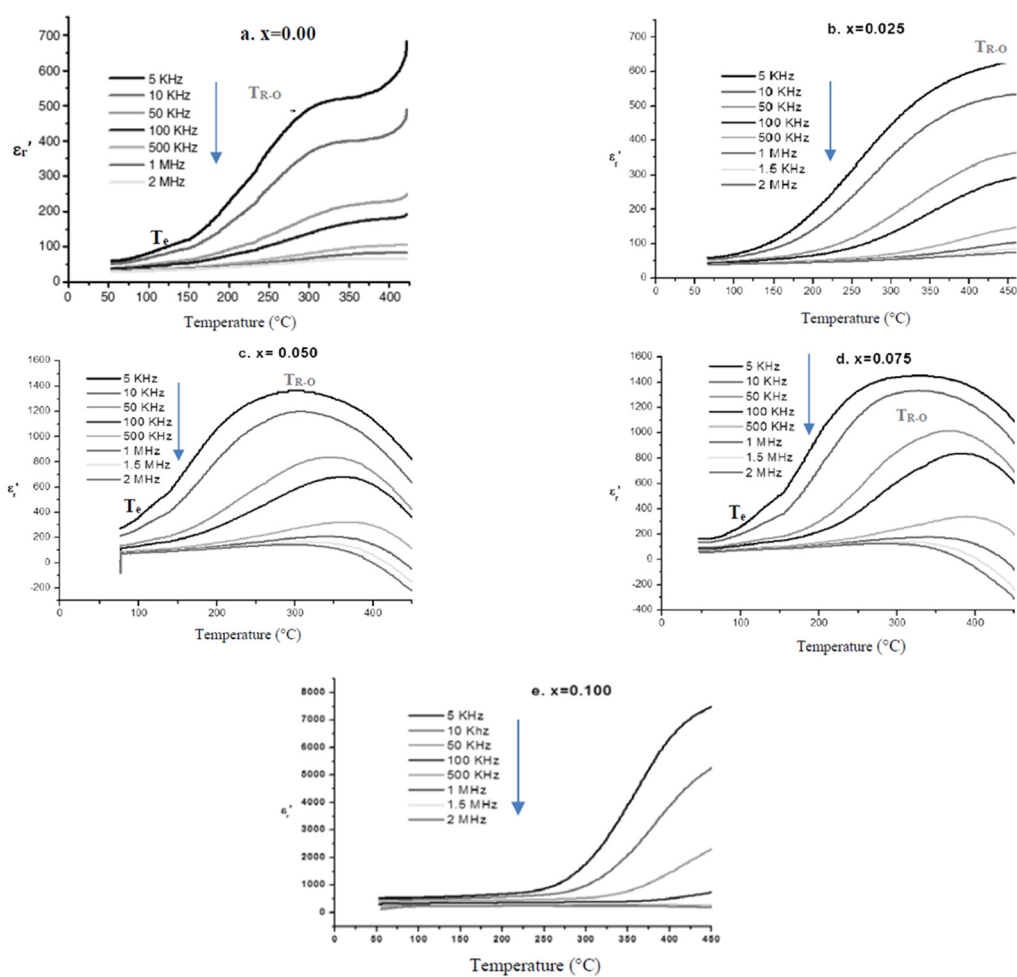 a. x=0.00
700
600
500
400
300
200
100
0
εr'
5 KHz
10 KHz
50 KHz
100 KHz
500 KHz
1 MHz
2 MHz
TR-O
Te
0 50 100 150 200 250 300 350 400
Temperature (°C)
b. x=0.025
700
600
500
400
300
200
100
0
εr'
5 KHz
10 KHz
50 KHz
100 KHz
500 KHz
1 MHz
1.5 KHz
2 MHz
TR-O
0 50 100 150 200 250 300 350 400 450
Temperature (°C)
c. x= 0.050
1600
1400
1200
1000
800
600
400
200
0
-200
εr'
5 KHz
10 KHz
50 KHz
100 KHz
500 KHz
1 MHz
1.5 MHz
2 MHz
TR-O
Te
0 100 150 200 250 300 350 400 450
Temperature (°C)
d. x=0.075
1600
1400
1200
1000
800
600
400
200
0
-200
-400
εr'
5 KHz
10 KHz
50 KHz
100 KHz
500 KHz
1 MHz
1.5 MHz
2 MHz
TR-O
Te
0 100 200 300 400
Temperature (°C)
e. x=0.100
8000
7000
6000
5000
4000
3000
2000
1000
0
εr'
5 KHz
10 Khz
50 KHz
100 KHz
500 KHz
1 MHz
1.5 MHz
2 MHz
0 50 100 150 200 250 300 350 400 450
Temperature (°C)